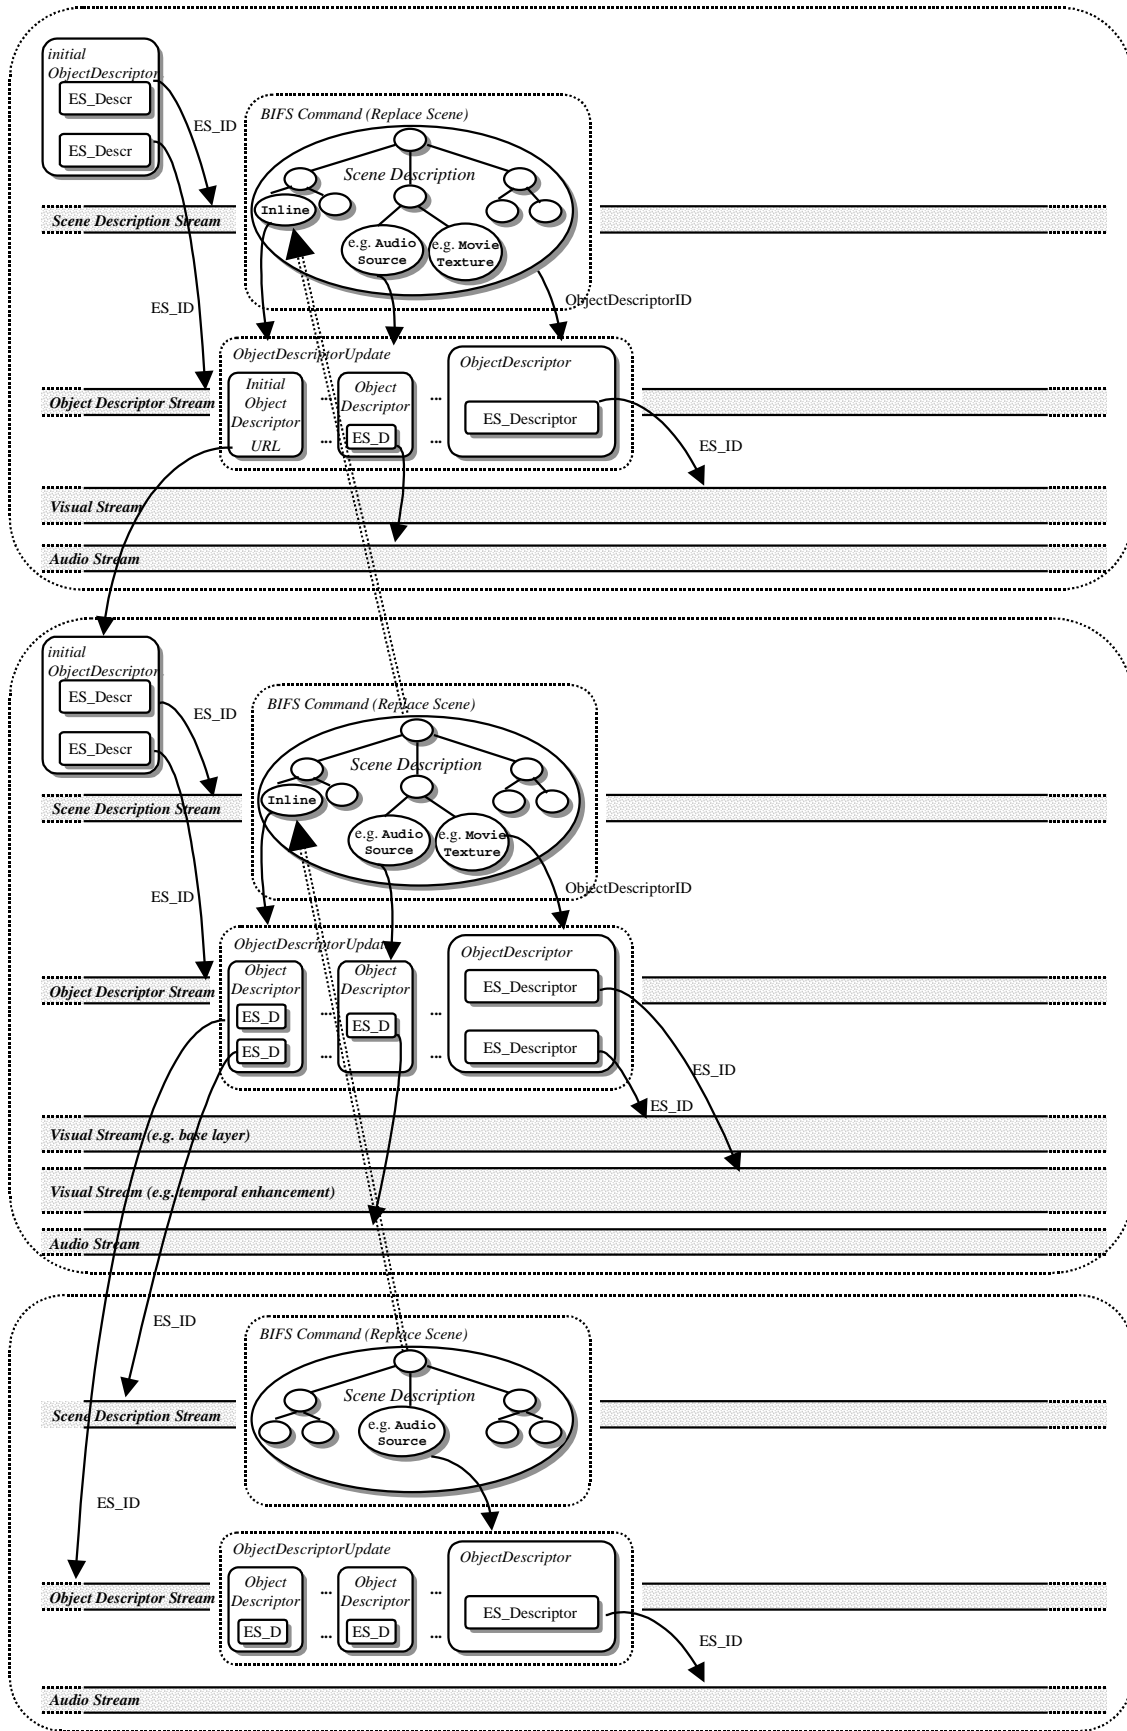 initial
ObjectDescriptor
ES_Descr
ES_Descr
ES_ID
BIFS Command (Replace Scene)
Scene Description
Inline
e.g. Audio
Source
e.g. Movie
Texture
Scene Description Stream
ES_ID
ObjectDescriptorID
ObjectDescriptorUpdate
Initial
Object
Descriptor
URL
...
...
Object
Descriptor
ES_D
...
...
ObjectDescriptor
ES_Descriptor
Object Descriptor Stream
ES_ID
Visual Stream
Audio Stream
initial
ObjectDescriptor
ES_Descr
ES_Descr
ES_ID
BIFS Command (Replace Scene)
Scene Description
Inline
e.g. Audio
Source
e.g. Movie
Texture
Scene Description Stream
ES_ID
ObjectDescriptorID
ObjectDescriptorUpdate
Object
Descriptor
ES_D
ES_D
...
...
Object
Descriptor
ES_D
...
...
ObjectDescriptor
ES_Descriptor
ES_Descriptor
Object Descriptor Stream
ES_ID
ES_ID
Visual Stream (e.g. base layer)
Visual Stream (e.g. temporal enhancement)
Audio Stream
ES_ID
BIFS Command (Replace Scene)
Scene Description
e.g. Audio
Source
Scene Description Stream
ES_ID
ObjectDescriptorUpdate
Object
Descriptor
ES_D
...
...
Object
Descriptor
ES_D
...
...
ObjectDescriptor
ES_Descriptor
Object Descriptor Stream
ES_ID
Audio Stream